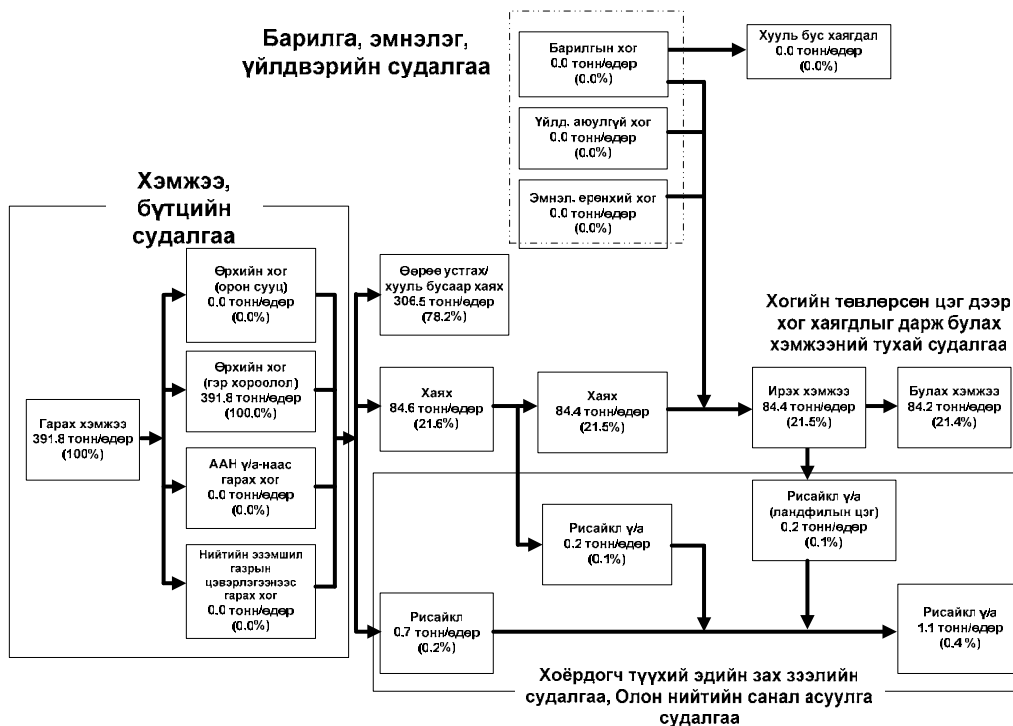 Барилга, эмнэлэг,
үйлдвэрийн судалгаа
Барилгын хог
0.0 тонн/өдөр
(0.0%)
Хууль бус хаягдал
0.0 тонн/өдөр
(0.0%)
Үйлд. аюулгүй хог
0.0 тонн/өдөр
(0.0%)
Эмнэл. ерөнхий хог
0.0 тонн/өдөр
(0.0%)
Хэмжээ,
бүтцийн
судалгаа
Өрхийн хог
(орон сууц)
0.0 тонн/өдөр
(0.0%)
Өөрөө устгах/
хууль бусаар хаях
306.5 тонн/өдөр
(78.2%)
Хогийн төвлөрсөн цэг дээр
хог хаягдлыг дарж булах
хэмжээний тухай судалгаа
Өрхийн хог
(гэр хороолол)
391.8 тонн/өдөр
(100.0%)
Хаях
84.6 тонн/өдөр
(21.6%)
Хаях
84.4 тонн/өдөр
(21.5%)
Ирэх хэмжээ
84.4 тонн/өдөр
(21.5%)
Булах хэмжээ
84.2 тонн/өдөр
(21.4%)
Гарах хэмжээ
391.8 тонн/өдөр
(100%)
ААН ү/а-наас
гарах хог
0.0 тонн/өдөр
(0.0%)
Рисайкл ү/а
0.2 тонн/өдөр
(0.1%)
Рисайкл ү/а
(ландфилын цэг)
0.2 тонн/өдөр
(0.1%)
Нийтийн эзэмшил
газрын
цэвэрлэгээнээс
гарах хог
0.0 тонн/өдөр
(0.0%)
Рисайкл
0.7 тонн/өдөр
(0.2%)
Рисайкл ү/а
1.1 тонн/өдөр
(0.4%)
Хоёрдогч түүхий эдийн зах зээлийн
судалгаа, Олон нийтийн санал асуулга
судалгаа